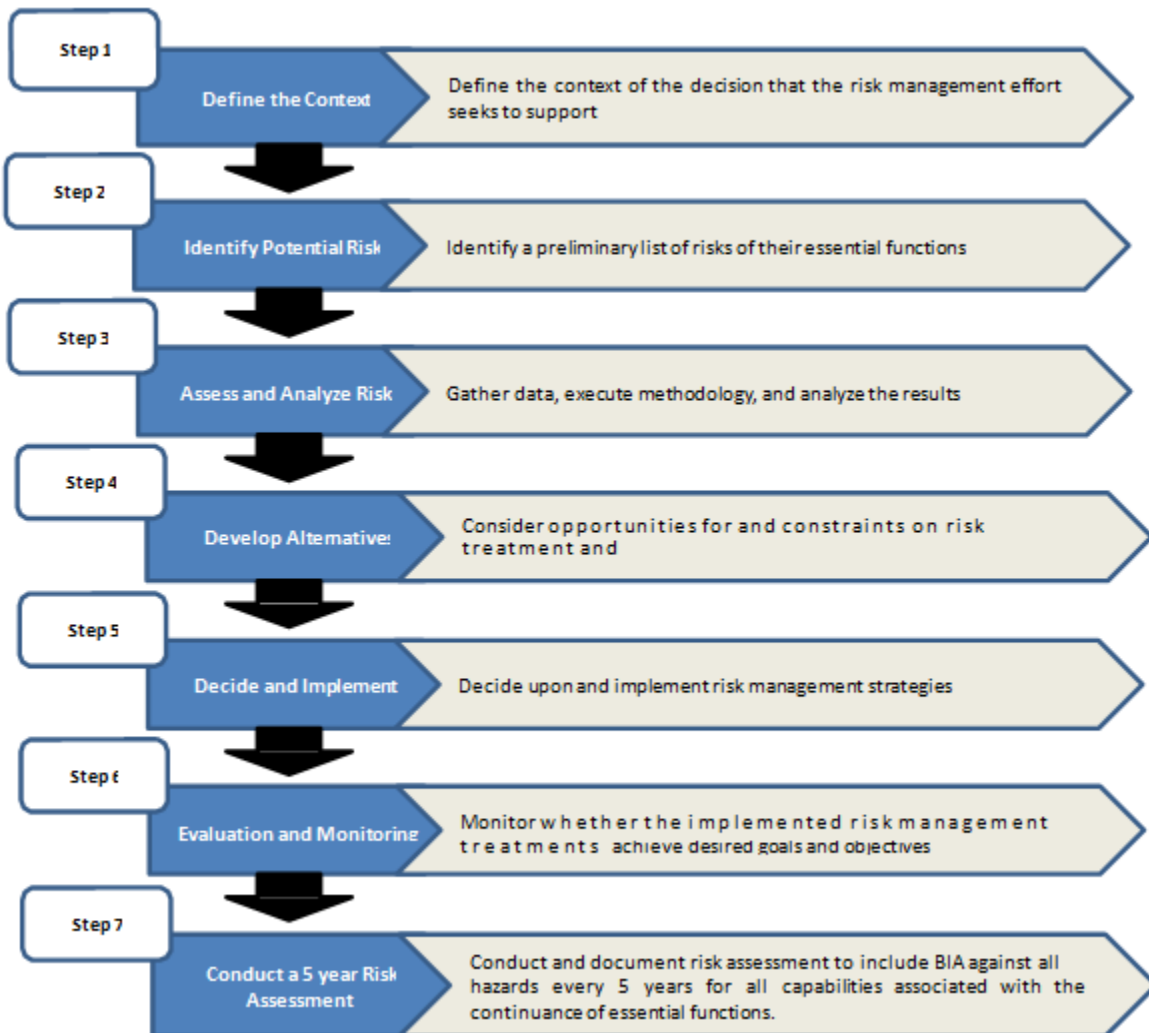 Step 1
Define the Context
Define the context of the decision that the risk management effort
seeks to support
Step 2
Identify Potential Risk
Identify a preliminary list of risks of their essential functions
Step 3
Assess and Analyze Risk
Gather data, execute methodology, and analyze the results
Step 4
Develop Alternatives
Consider opportunities for and constraints on risk
treatment and
Step 5
Decide and Implement
Decide upon and implement risk management strategies
Step 6
Evaluation and Monitoring
Monitor whether the implemented risk management
treatments achieve desired goals and objectives
Step 7
Conduct a 5 year Risk
Assessment
Conduct and document risk assessment to include BIA against all
hazards every 5 years for all capabilities associated with the
continuance of essential functions.